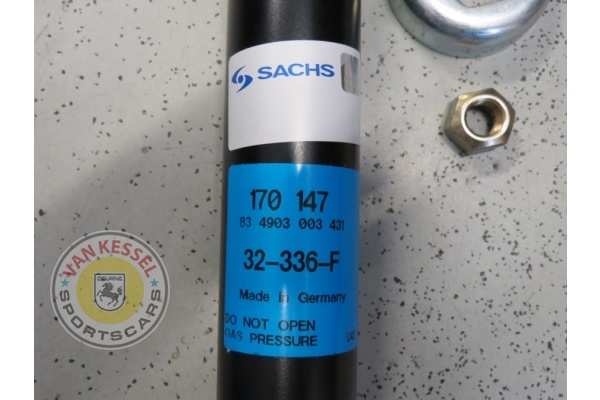 SACHS
170 147
83 4903 003 431
32-336-F
Made in Germany
DO NOT OPEN
GAS PRESSURE
VAN KESSEL
SPORTSCARS